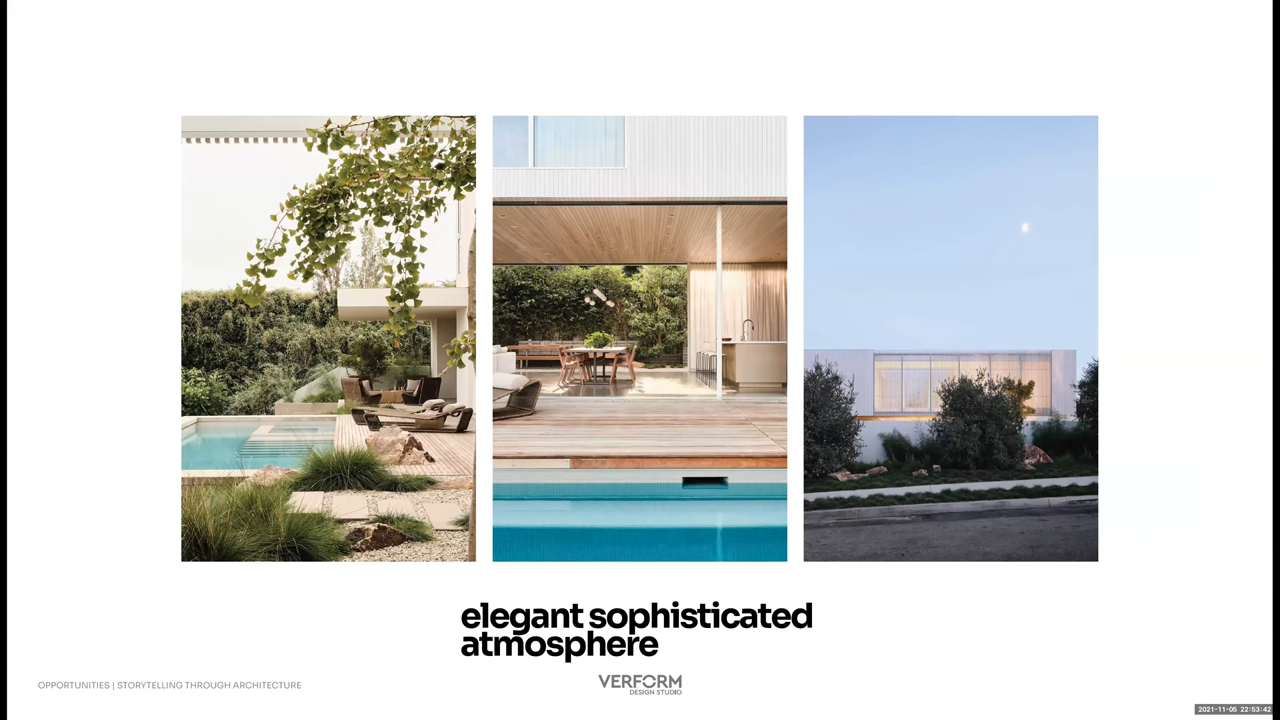 elegant sophisticated
atmosphere
OPPORTUNITIES | STORYTELLING THROUGH ARCHITECTURE
VERFORM
DESIGN STUDIO
2021-11-05 22:53:42